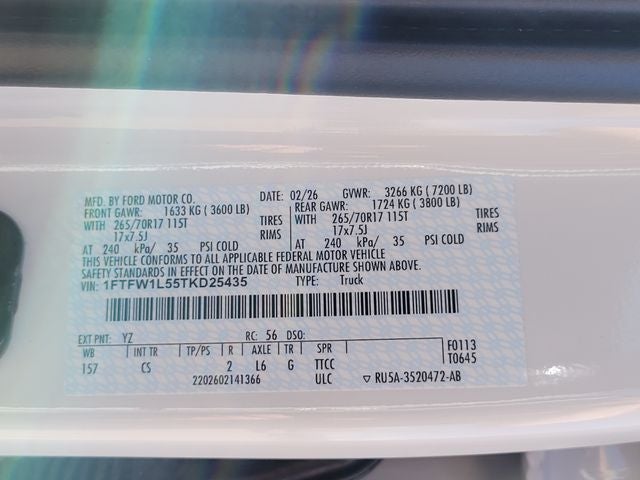 MFD. BY FORD MOTOR CO. DATE: 02/26 GVWR: 3266 KG ( 7200 LB)
FRONT GAWR: 1633 KG ( 3600 LB) REAR GAWR: 1724 KG ( 3800 LB)
WITH 265/70R17 115T TIRES WITH 265/70R17 115T TIRES
17x7.5J RIMS 17x7.5J RIMS
AT 240 kPa/ 35 PSI COLD AT 240 kPa/ 35 PSI COLD
THIS VEHICLE CONFORMS TO ALL APPLICABLE FEDERAL MOTOR VEHICLE
SAFETY STANDARDS IN EFFECT ON THE DATE OF MANUFACTURE SHOWN ABOVE.
VIN: 1FTFW1L55TKD25435 TYPE: Truck
EXT PNT: YZ RC: 56 DSO: F0113
WB INT TR TP/PS R AXLE TR SPR T0645
157 CS 2 L6 G TTCC
2202602141366 ULC ▽ RU5A-3520472-AB